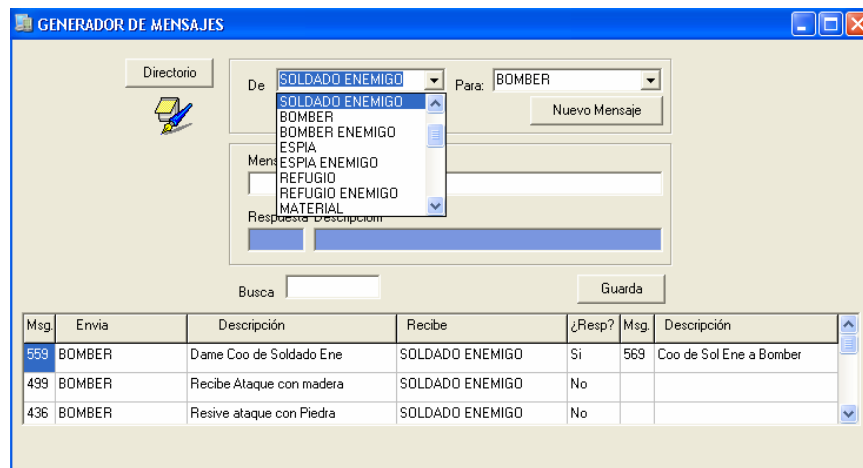 GENERADOR DE MENSAJES
Directorio
De SOLDADO ENEMIGO Para: BOMBER
SOLDADO ENEMIGO
BOMBER
BOMBER ENEMIGO
ESPIA
ESPIA ENEMIGO
REFUGIO
REFUGIO ENEMIGO
MATERIAL
Nuevo Mensaje
Mens
Respuesta Descripcióm
Busca Guarda
Msg. Envia Descripción Recibe ¿Resp? Msg. Descripción
559 BOMBER Dame Coo de Soldado Ene SOLDADO ENEMIGO Si 569 Coo de Sol Ene a Bomber
499 BOMBER Recibe Ataque con madera SOLDADO ENEMIGO No
436 BOMBER Resive ataque con Piedra SOLDADO ENEMIGO No